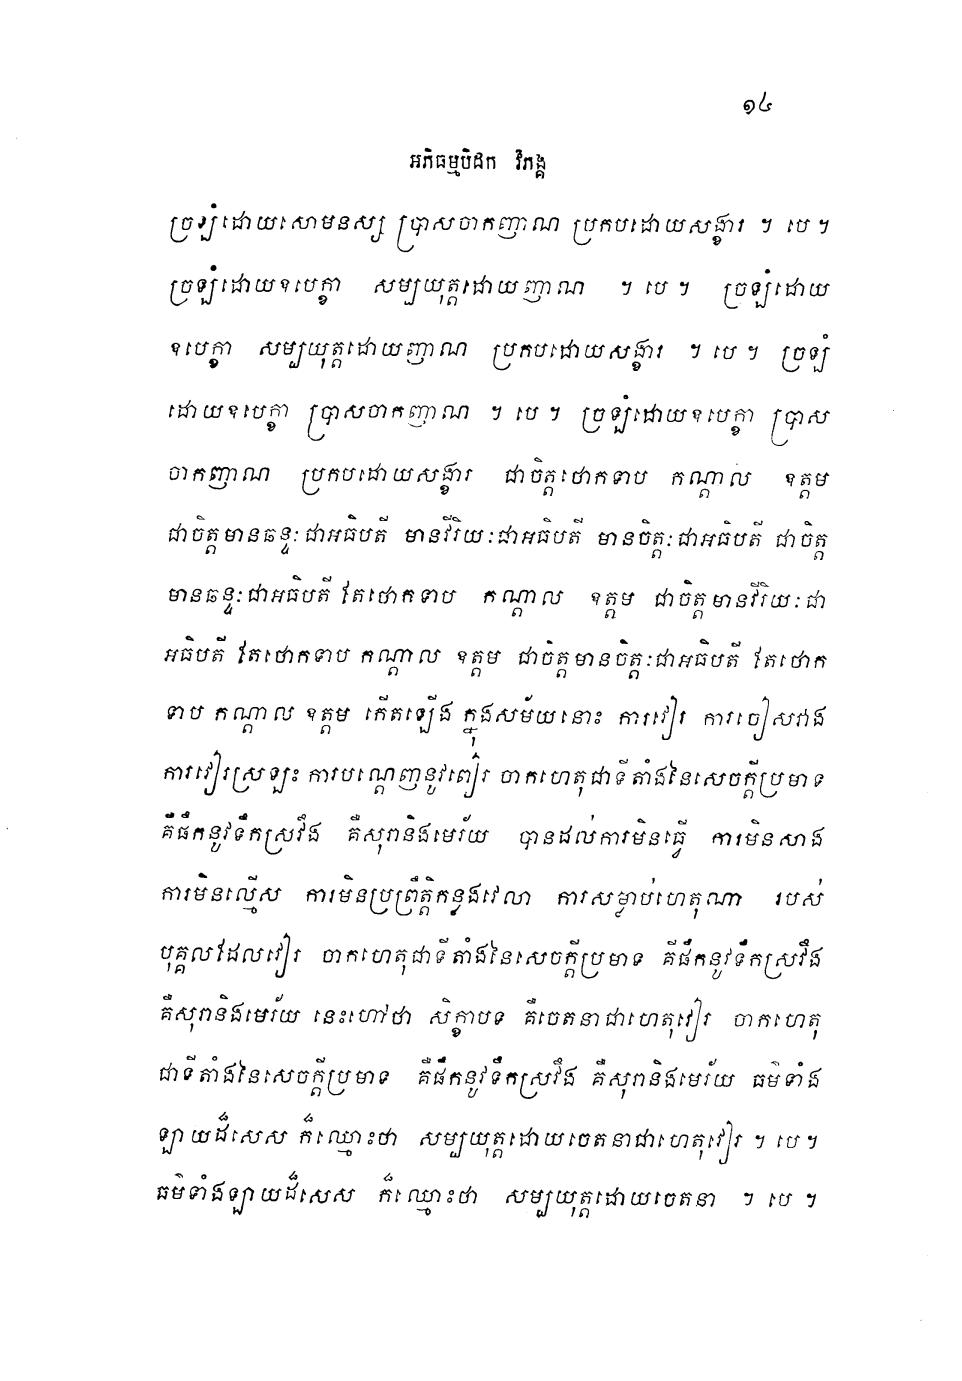 ១៤
អភិធម្មបិដក វិភង្គ
ច្រឡំដោយសោមនស្ស ប្រាសចាកញាណ ប្រកបដោយសង្ខារ ។ បេ ។
ច្រឡំដោយឧបេក្ខា សម្បយុត្តដោយញាណ ។ បេ ។ ច្រឡំដោយ
ឧបេក្ខា សម្បយុត្តដោយញាណ ប្រកបដោយសង្ខារ ។ បេ ។ ច្រឡំ
ដោយឧបេក្ខា ប្រាសចាកញាណ ។ បេ ។ ច្រឡំដោយឧបេក្ខា ប្រាស
ចាកញាណ ប្រកបដោយសង្ខារ ជាចិត្តថោកទាប កណ្តាល ឧត្តម
ជាចិត្តមានឆន្ទៈជាអធិបតី មានវីរិយៈជាអធិបតី មានចិត្តៈជាអធិបតី ជាចិត្ត
មានឆន្ទៈជាអធិបតី តែថោកទាប កណ្តាល ឧត្តម ជាចិត្តមានវីរិយៈជា
អធិបតី តែថោកទាប កណ្តាល ឧត្តម ជាចិត្តមានចិត្តៈជាអធិបតី តែថោក
ទាប កណ្តាល ឧត្តម កើតឡើង ក្នុងសម័យនោះ ការវៀរ ការចៀសវាង
ការវៀរស្រឡះ ការបណ្តេញនូវពៀរ ចាកហេតុជាទីតាំងនៃសេចក្តីប្រមាទ
គឺផឹកនូវទឹកស្រវឹង គឺសុរានិងមេរ័យ បានដល់ការមិនធ្វើ ការមិនសាង
ការមិនល្មើស ការមិនប្រព្រឹត្តិកន្លងវេលា ការសម្លាប់ហេតុណា របស់
បុគ្គលដែលវៀរ ចាកហេតុជាទីតាំងនៃសេចក្តីប្រមាទ គឺផឹកនូវទឹកស្រវឹង
គឺសុរានិងមេរ័យ នេះហៅថា សិក្ខាបទ គឺចេតនាជាហេតុវៀរ ចាកហេតុ
ជាទីតាំងនៃសេចក្តីប្រមាទ គឺផឹកនូវទឹកស្រវឹង គឺសុរានិងមេរ័យ ធម៌ទាំង
ឡាយដ៏សេស ក៏ឈ្មោះថា សម្បយុត្តដោយចេតនាជាហេតុវៀរ ។ បេ ។
ធម៌ទាំងឡាយដ៏សេស ក៏ឈ្មោះថា សម្បយុត្តដោយចេតនា ។ បេ ។